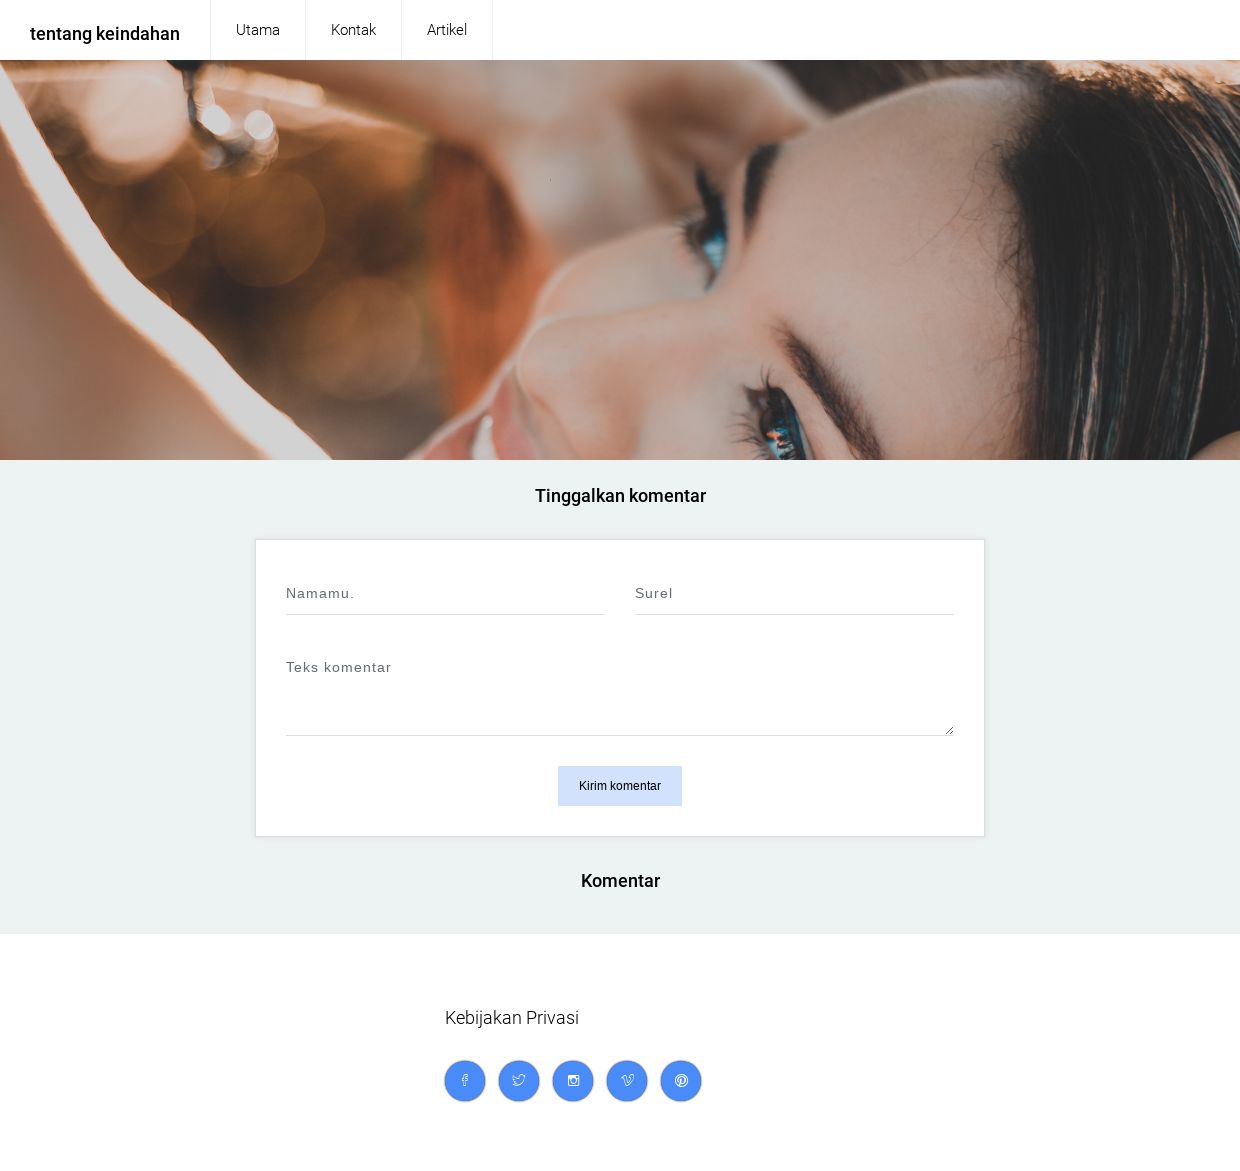 tentang keindahan
Utama
Kontak
Artikel
Tinggalkan komentar
Namamu.
Surel
Teks komentar
Kirim komentar
Komentar
Kebijakan Privasi